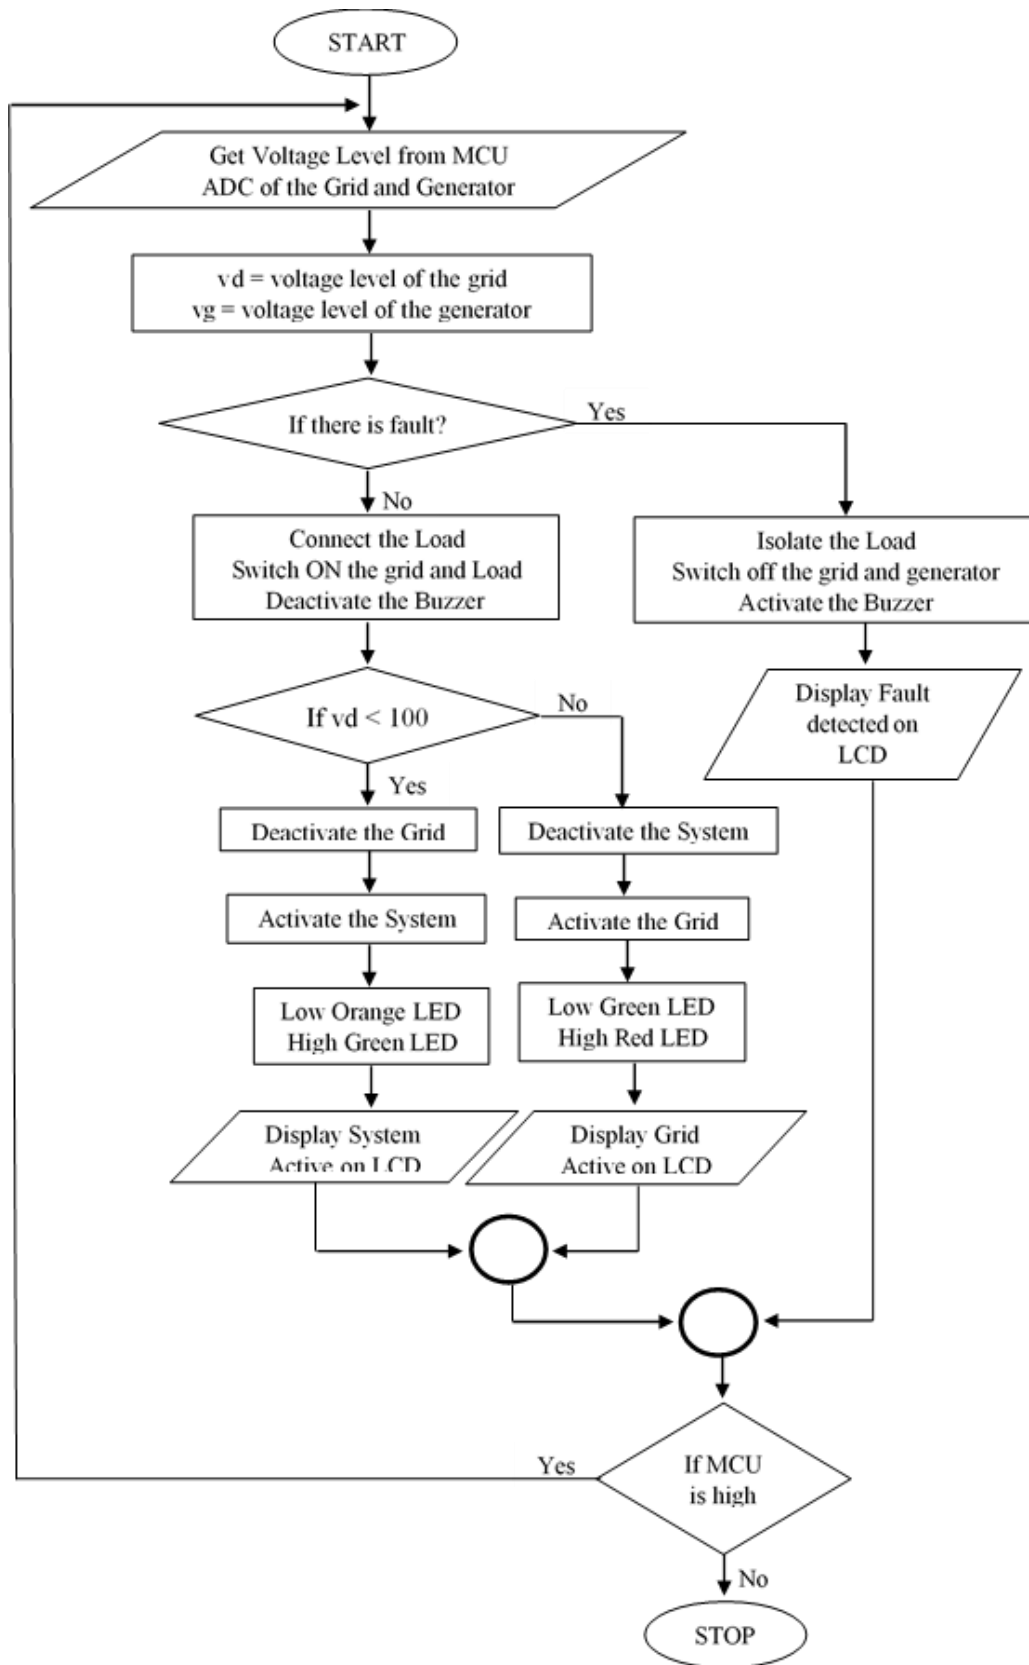 START
Get Voltage Level from MCU
ADC of the Grid and Generator
vd = voltage level of the grid
vg = voltage level of the generator
If there is fault?
Yes
No
Connect the Load
Switch ON the grid and Load
Deactivate the Buzzer
Isolate the Load
Switch off the grid and generator
Activate the Buzzer
If vd < 100
No
Yes
Display Fault
detected on
LCD
Deactivate the Grid
Deactivate the System
Activate the System
Activate the Grid
Low Orange LED
High Green LED
Low Green LED
High Red LED
Display System
Active on LCD
Display Grid
Active on LCD
If MCU
is high
Yes
No
STOP